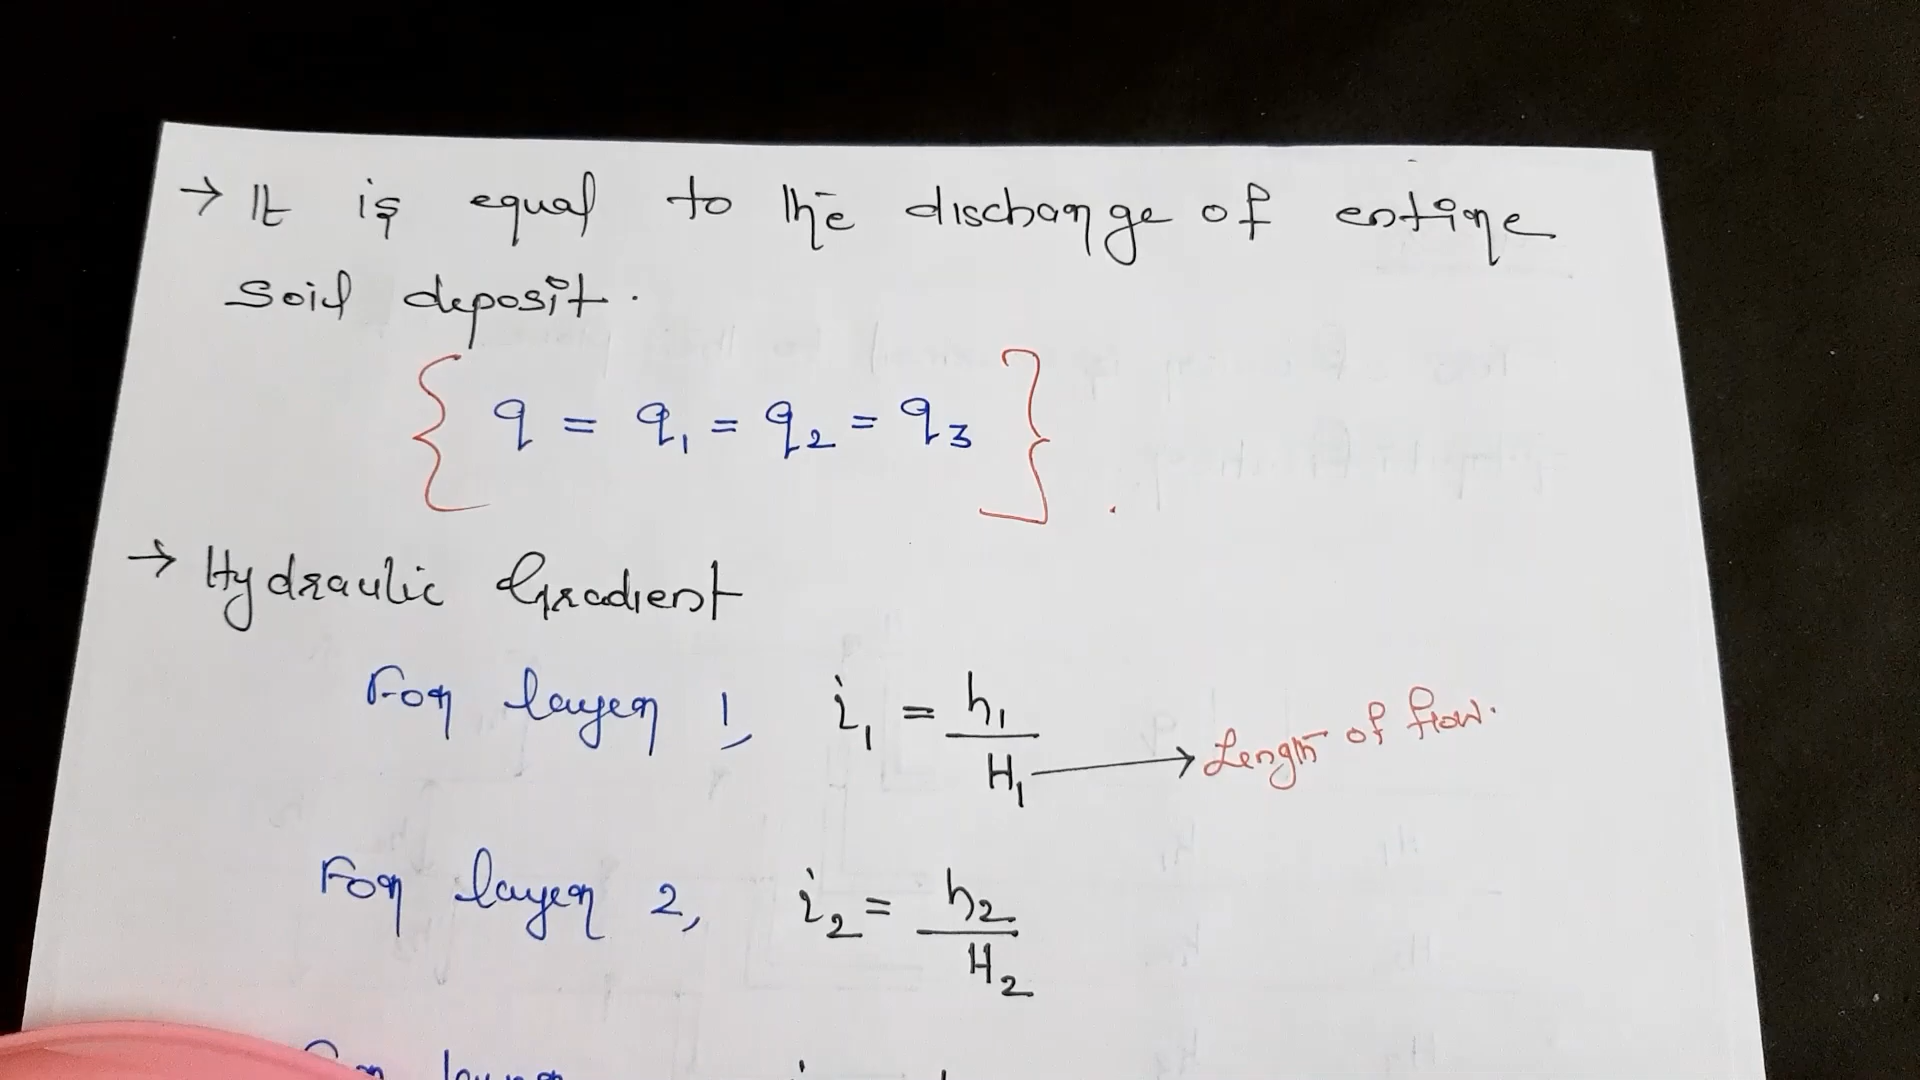 → It is equal to the discharge of entire
soil deposit.
{ q = q₁ = q₂ = q₃ } .
→ Hydraulic Gradient
For layer 1, i₁ = h₁/H₁ → Length of flow.
For layer 2, i₂ = h₂/H₂